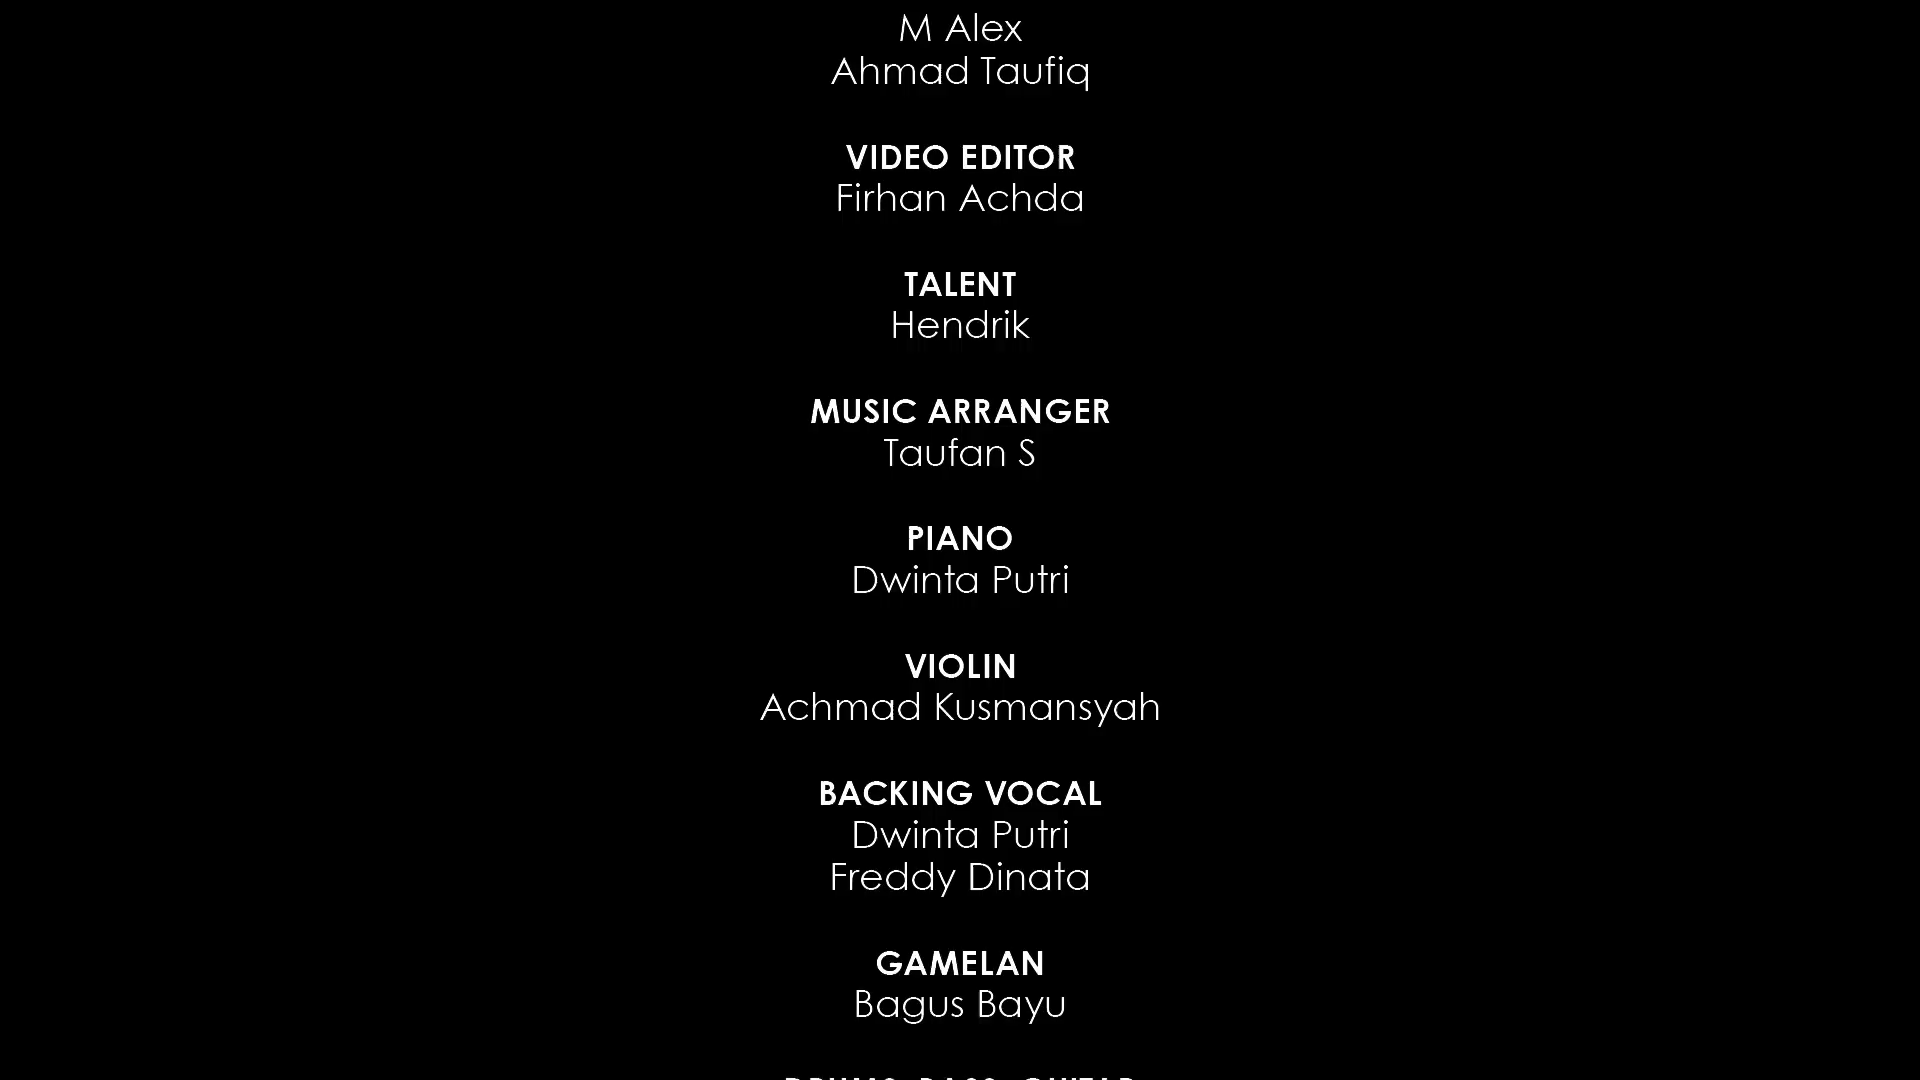 M Alex
Ahmad Taufiq
VIDEO EDITOR
Firhan Achda
TALENT
Hendrik
MUSIC ARRANGER
Taufan S
PIANO
Dwinta Putri
VIOLIN
Achmad Kusmansyah
BACKING VOCAL
Dwinta Putri
Freddy Dinata
GAMELAN
Bagus Bayu